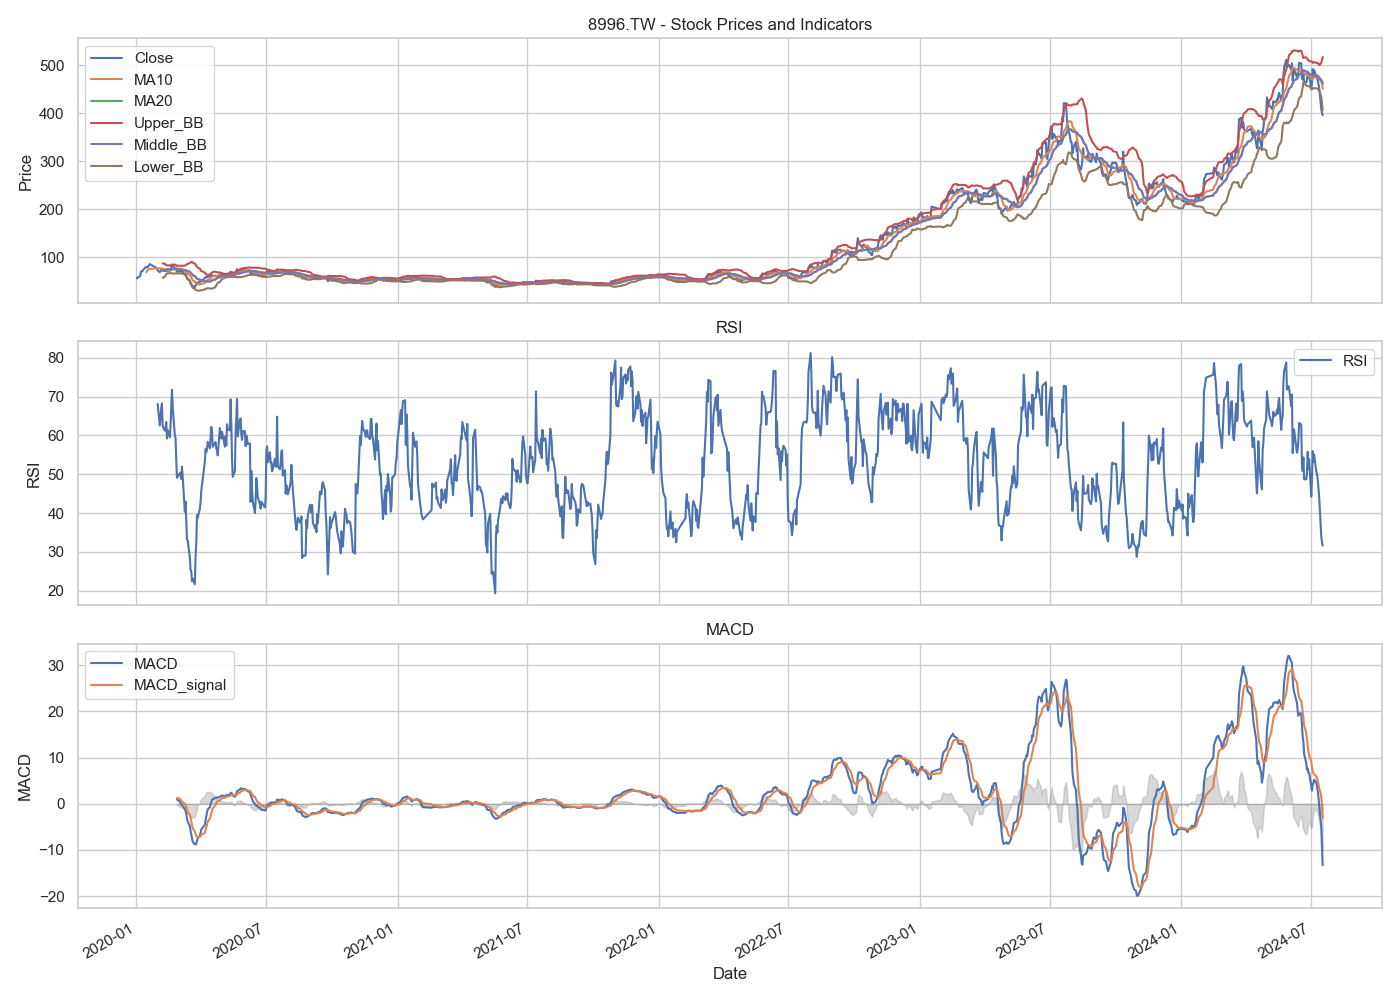 8996.TW - Stock Prices and Indicators
Close
MA10
MA20
Upper_BB
Middle_BB
Lower_BB
Price
500
400
300
200
100
RSI
RSI
RSI
80
70
60
50
40
30
20
MACD
MACD
MACD_signal
MACD
30
20
10
0
−10
−20
2020-01
2020-07
2021-01
2021-07
2022-01
2022-07
2023-01
2023-07
2024-01
2024-07
Date